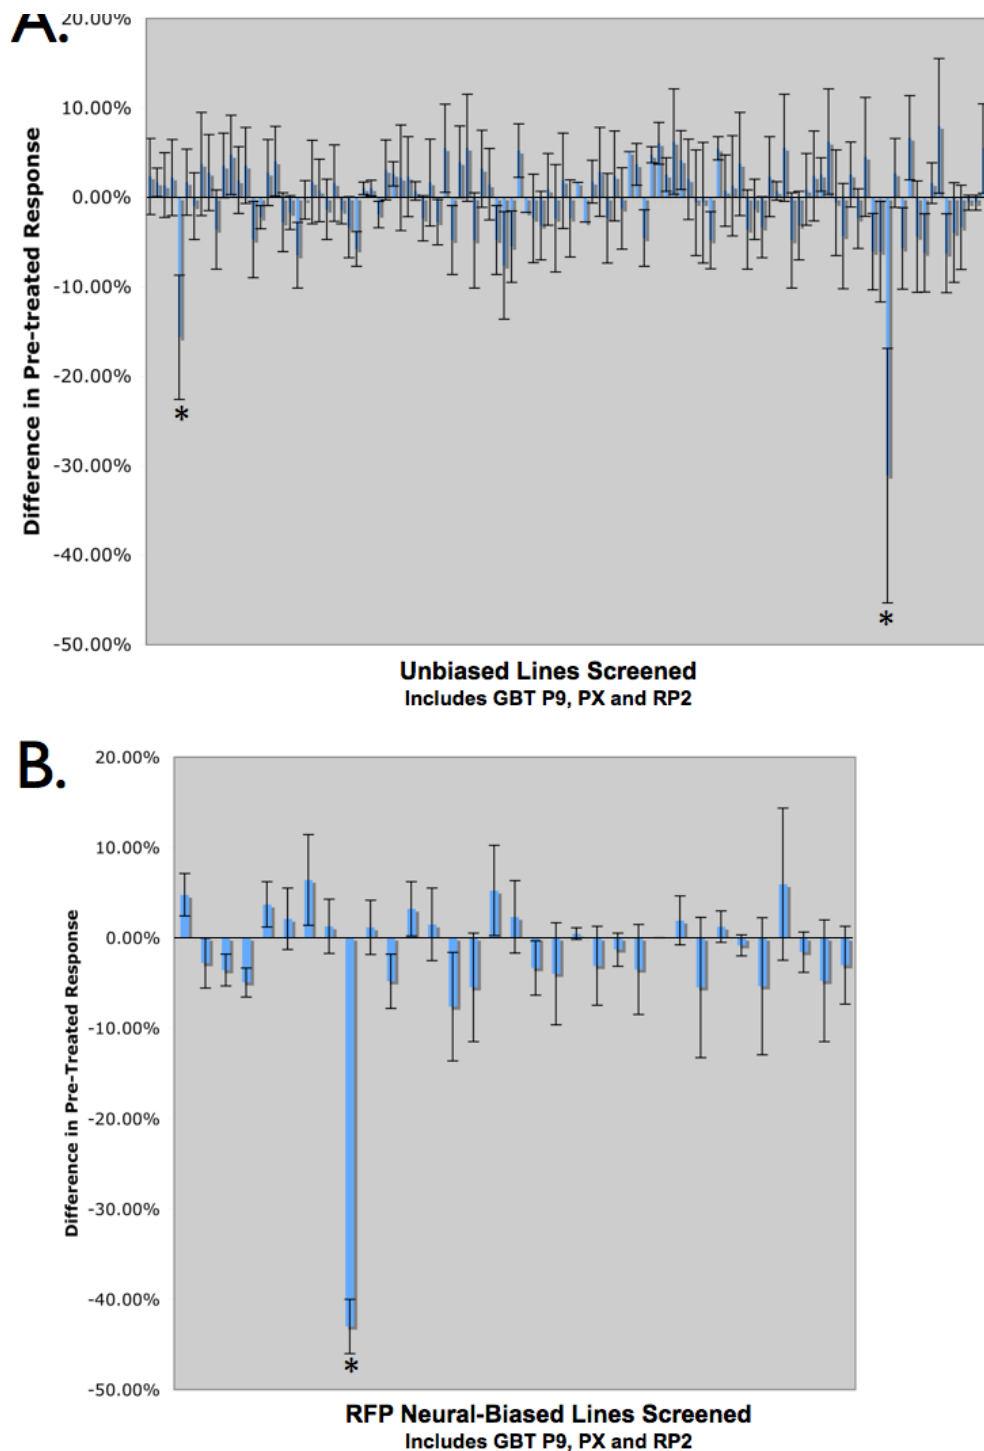 A.
20.00%
10.00%
0.00%
-10.00%
-20.00%
-30.00%
-40.00%
-50.00%
Difference in Pre-treated Response
*
*
Unbiased Lines Screened
Includes GBT P9, PX and RP2
B.
20.00%
10.00%
0.00%
-10.00%
-20.00%
-30.00%
-40.00%
-50.00%
Difference in Pre-Treated Response
*
RFP Neural-Biased Lines Screened
Includes GBT P9, PX and RP2